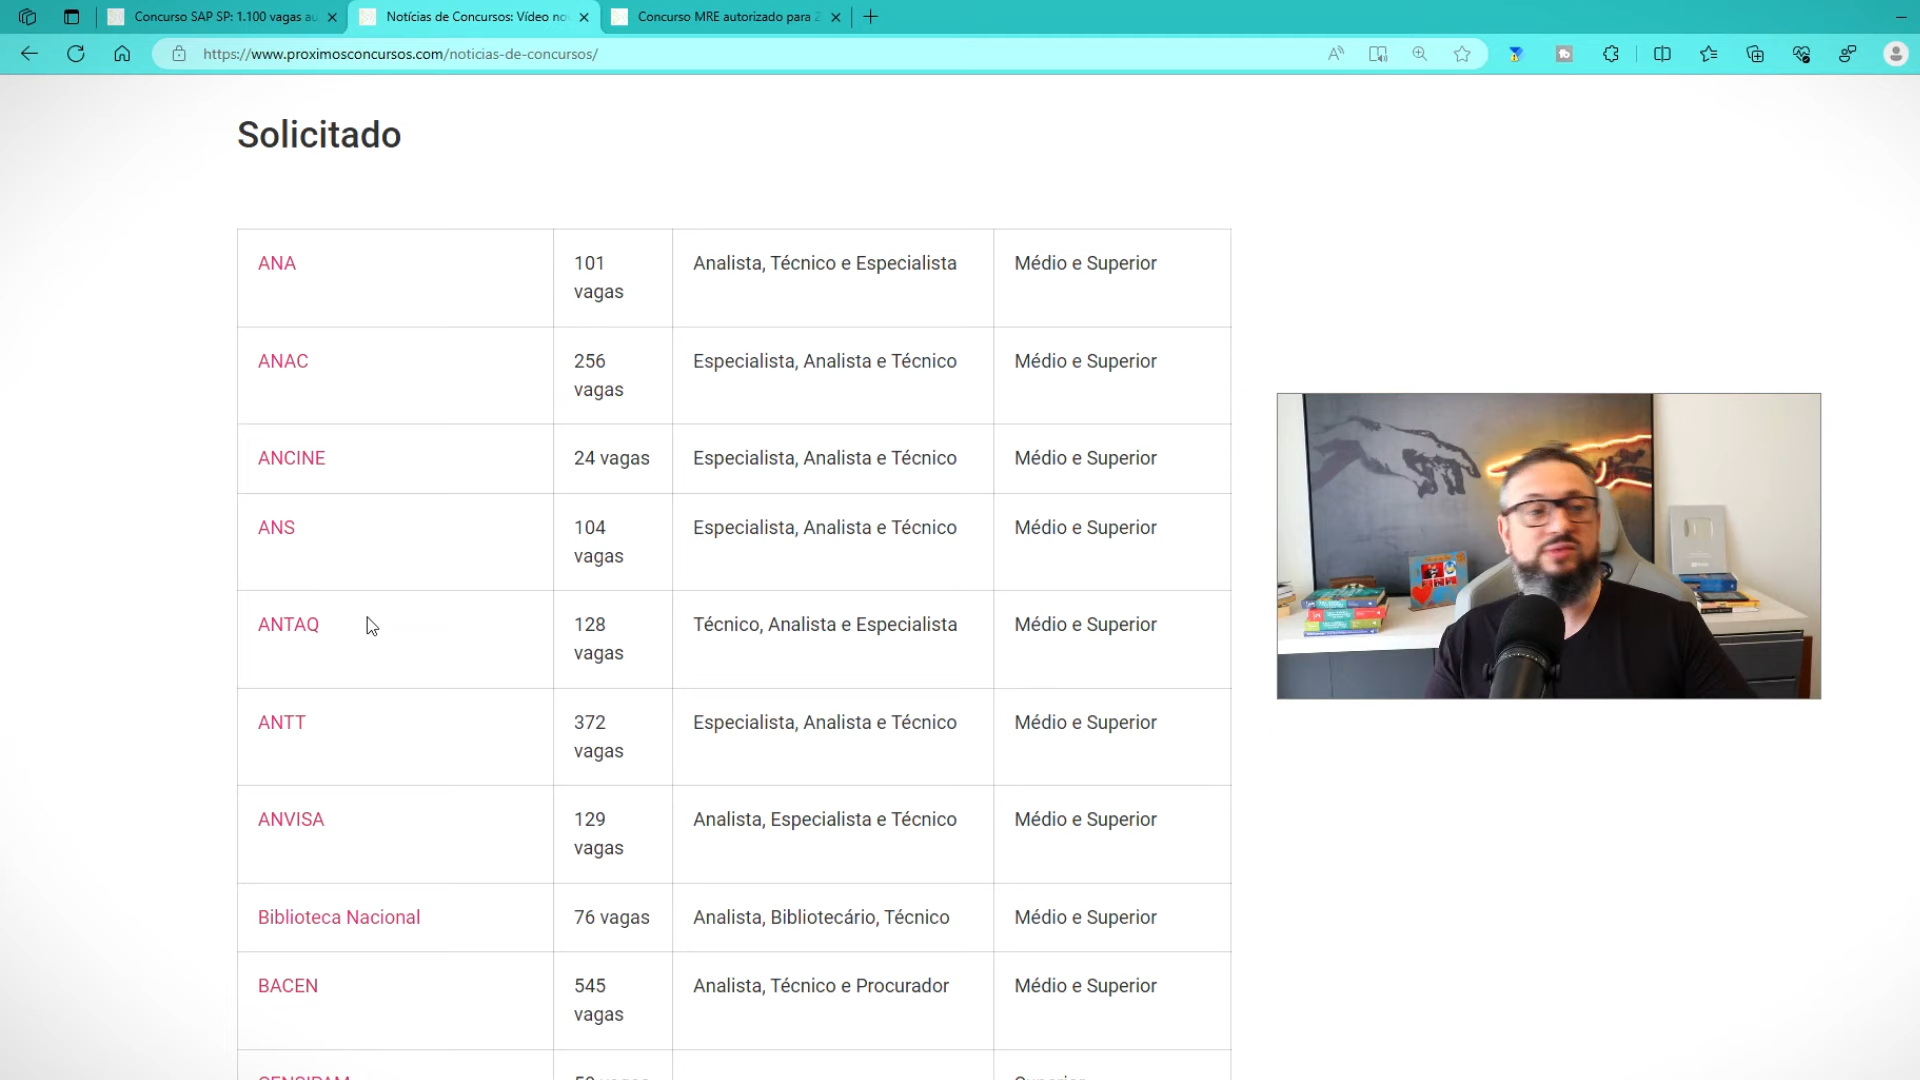 Concurso SAP SP: 1.100 vagas au
Notícias de Concursos: Vídeo no
Concurso MRE autorizado para 2
https://www.proximosconcursos.com/noticias-de-concursos/
Solicitado
ANA
101
vagas
Analista, Técnico e Especialista
Médio e Superior
ANAC
256
vagas
Especialista, Analista e Técnico
Médio e Superior
ANCINE
24 vagas
Especialista, Analista e Técnico
Médio e Superior
ANS
104
vagas
Especialista, Analista e Técnico
Médio e Superior
ANTAQ
128
vagas
Técnico, Analista e Especialista
Médio e Superior
ANTT
372
vagas
Especialista, Analista e Técnico
Médio e Superior
ANVISA
129
vagas
Analista, Especialista e Técnico
Médio e Superior
Biblioteca Nacional
76 vagas
Analista, Bibliotecário, Técnico
Médio e Superior
BACEN
545
vagas
Analista, Técnico e Procurador
Médio e Superior
CENSIPAM
50 vagas
Superior